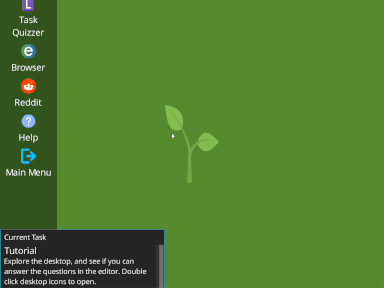 L
Task
Quizzer
e
Browser
Reddit
?
Help
Main Menu
Current Task
Tutorial
Explore the desktop, and see if you can
answer the questions in the editor. Double
click desktop icons to open.